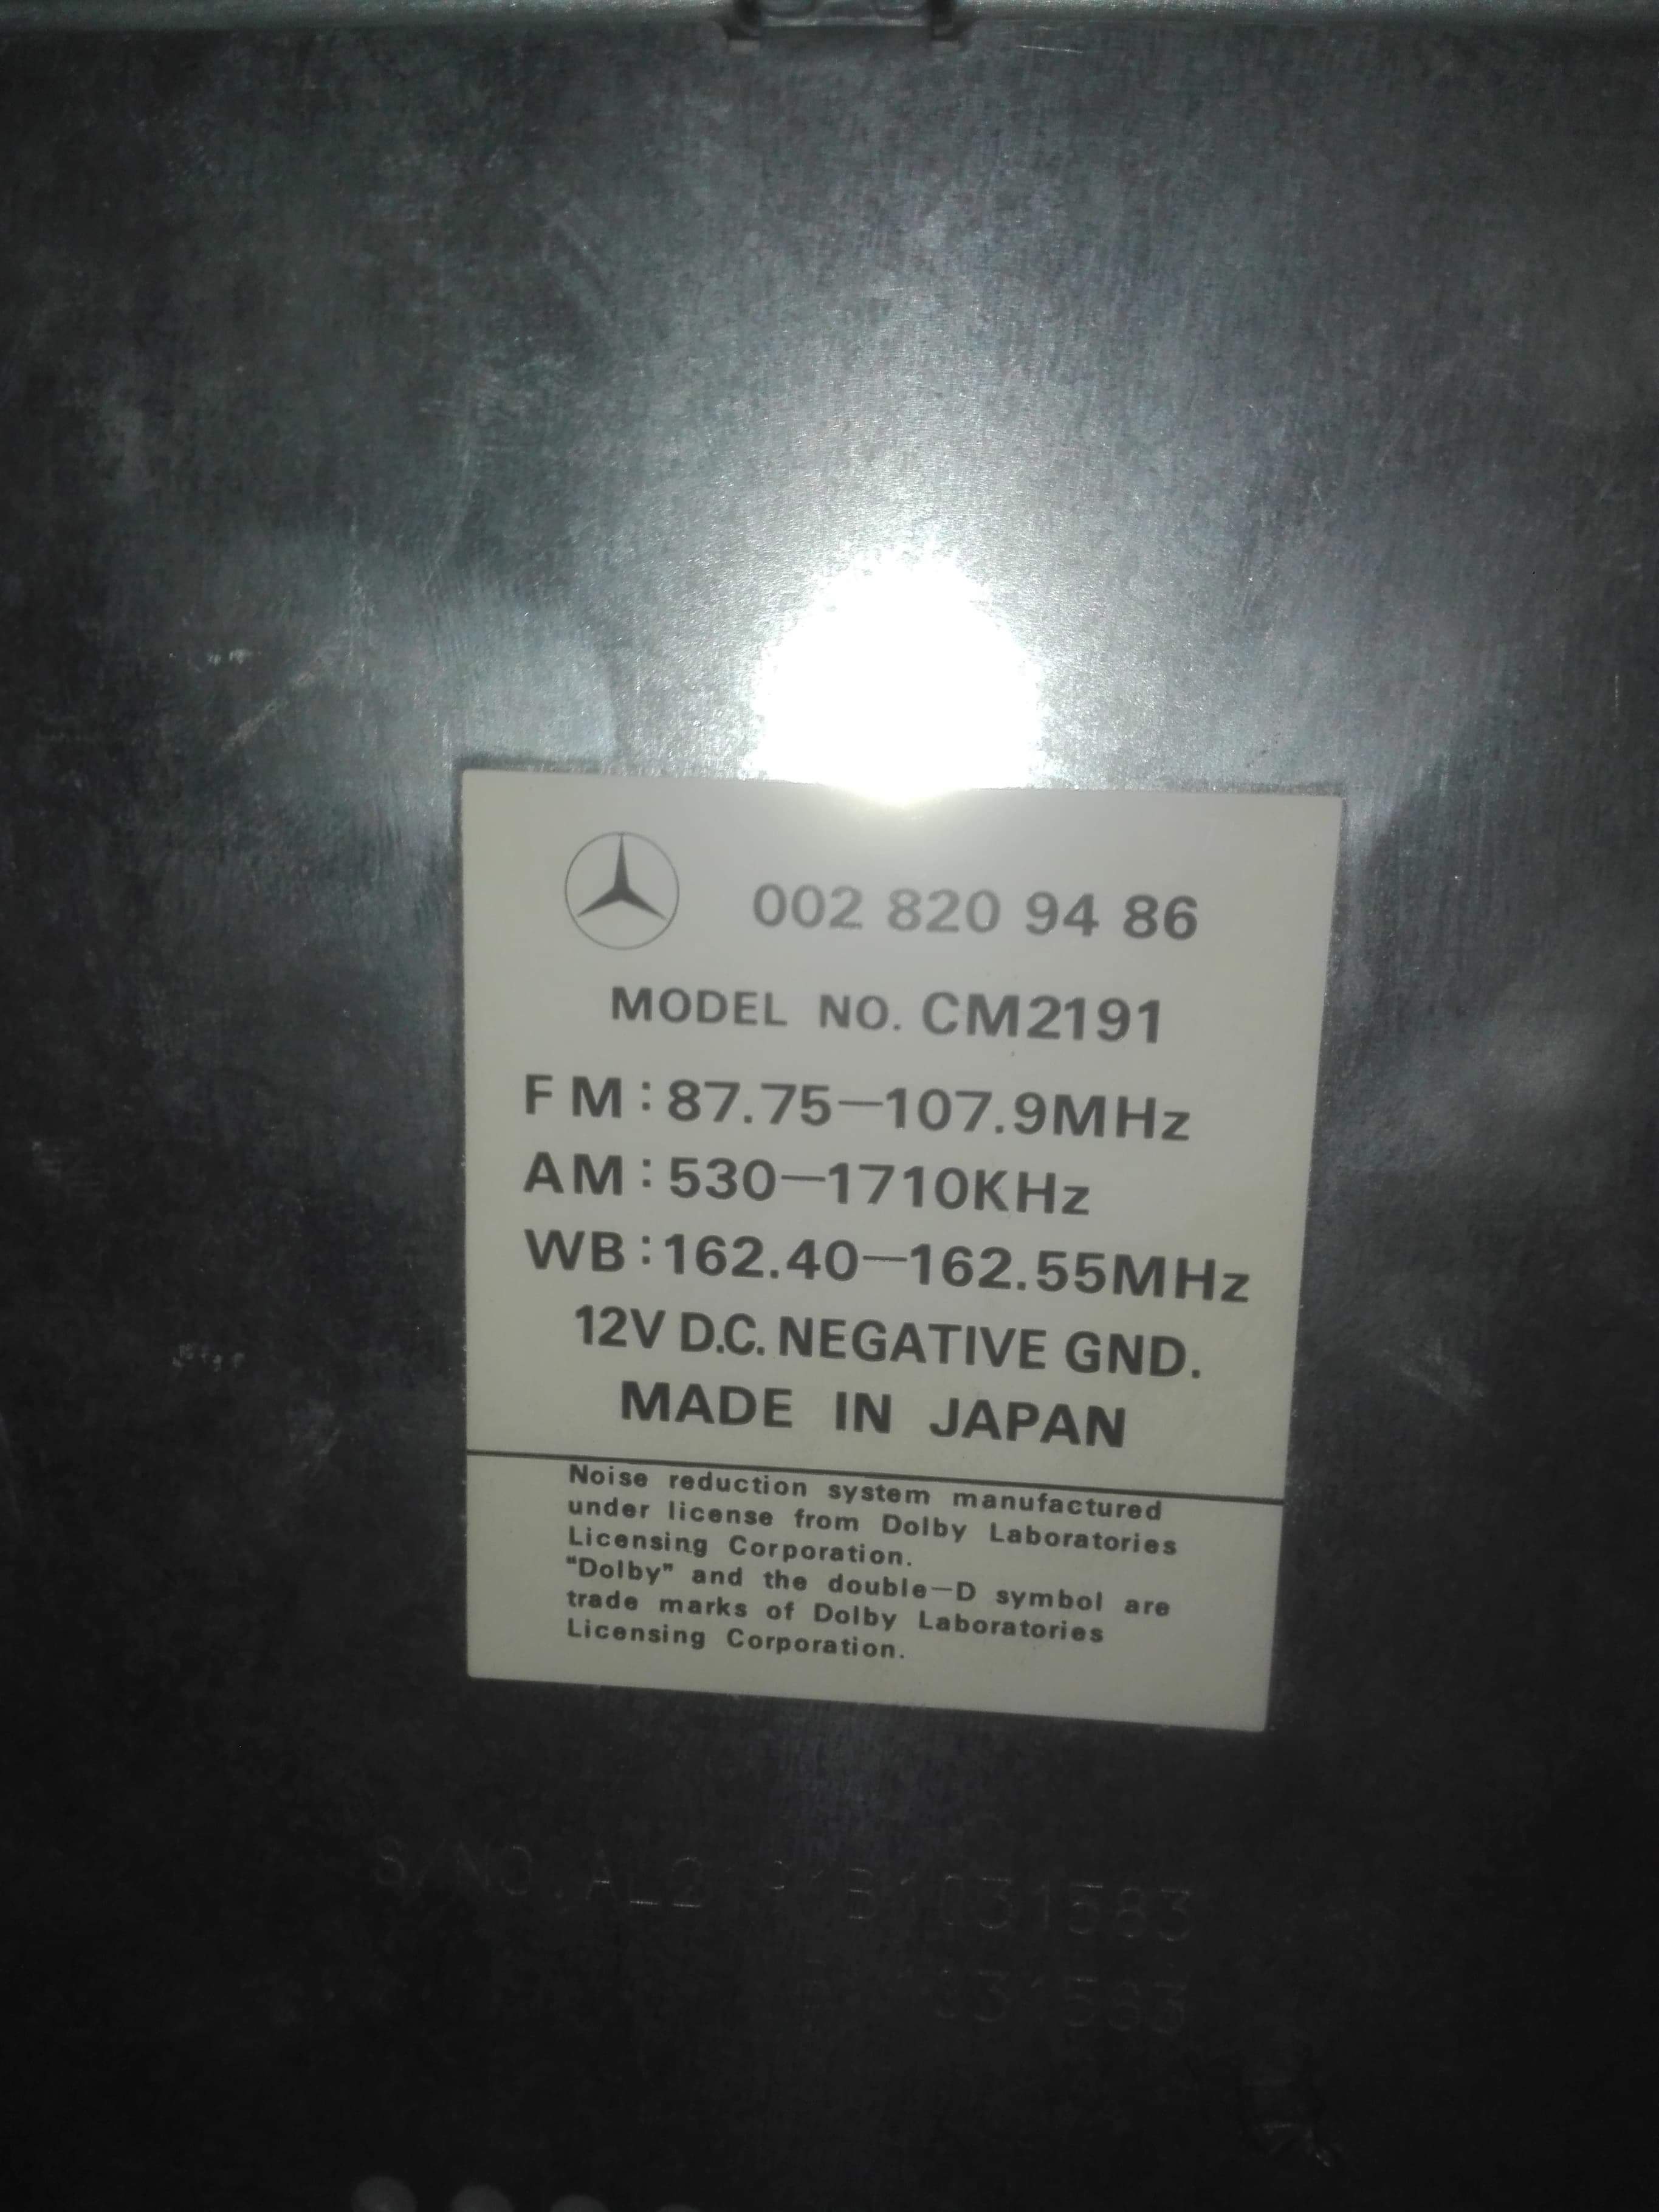 002 820 94 86
MODEL NO. CM2191
FM:87.75—107.9MHz
AM:530—1710KHz
WB:162.40—162.55MHz
12V D.C. NEGATIVE GND.
MADE IN JAPAN
Noise reduction system manufactured
under license from Dolby Laboratories
Licensing Corporation.
"Dolby" and the double—D symbol are
trade marks of Dolby Laboratories
Licensing Corporation.
S/NO.